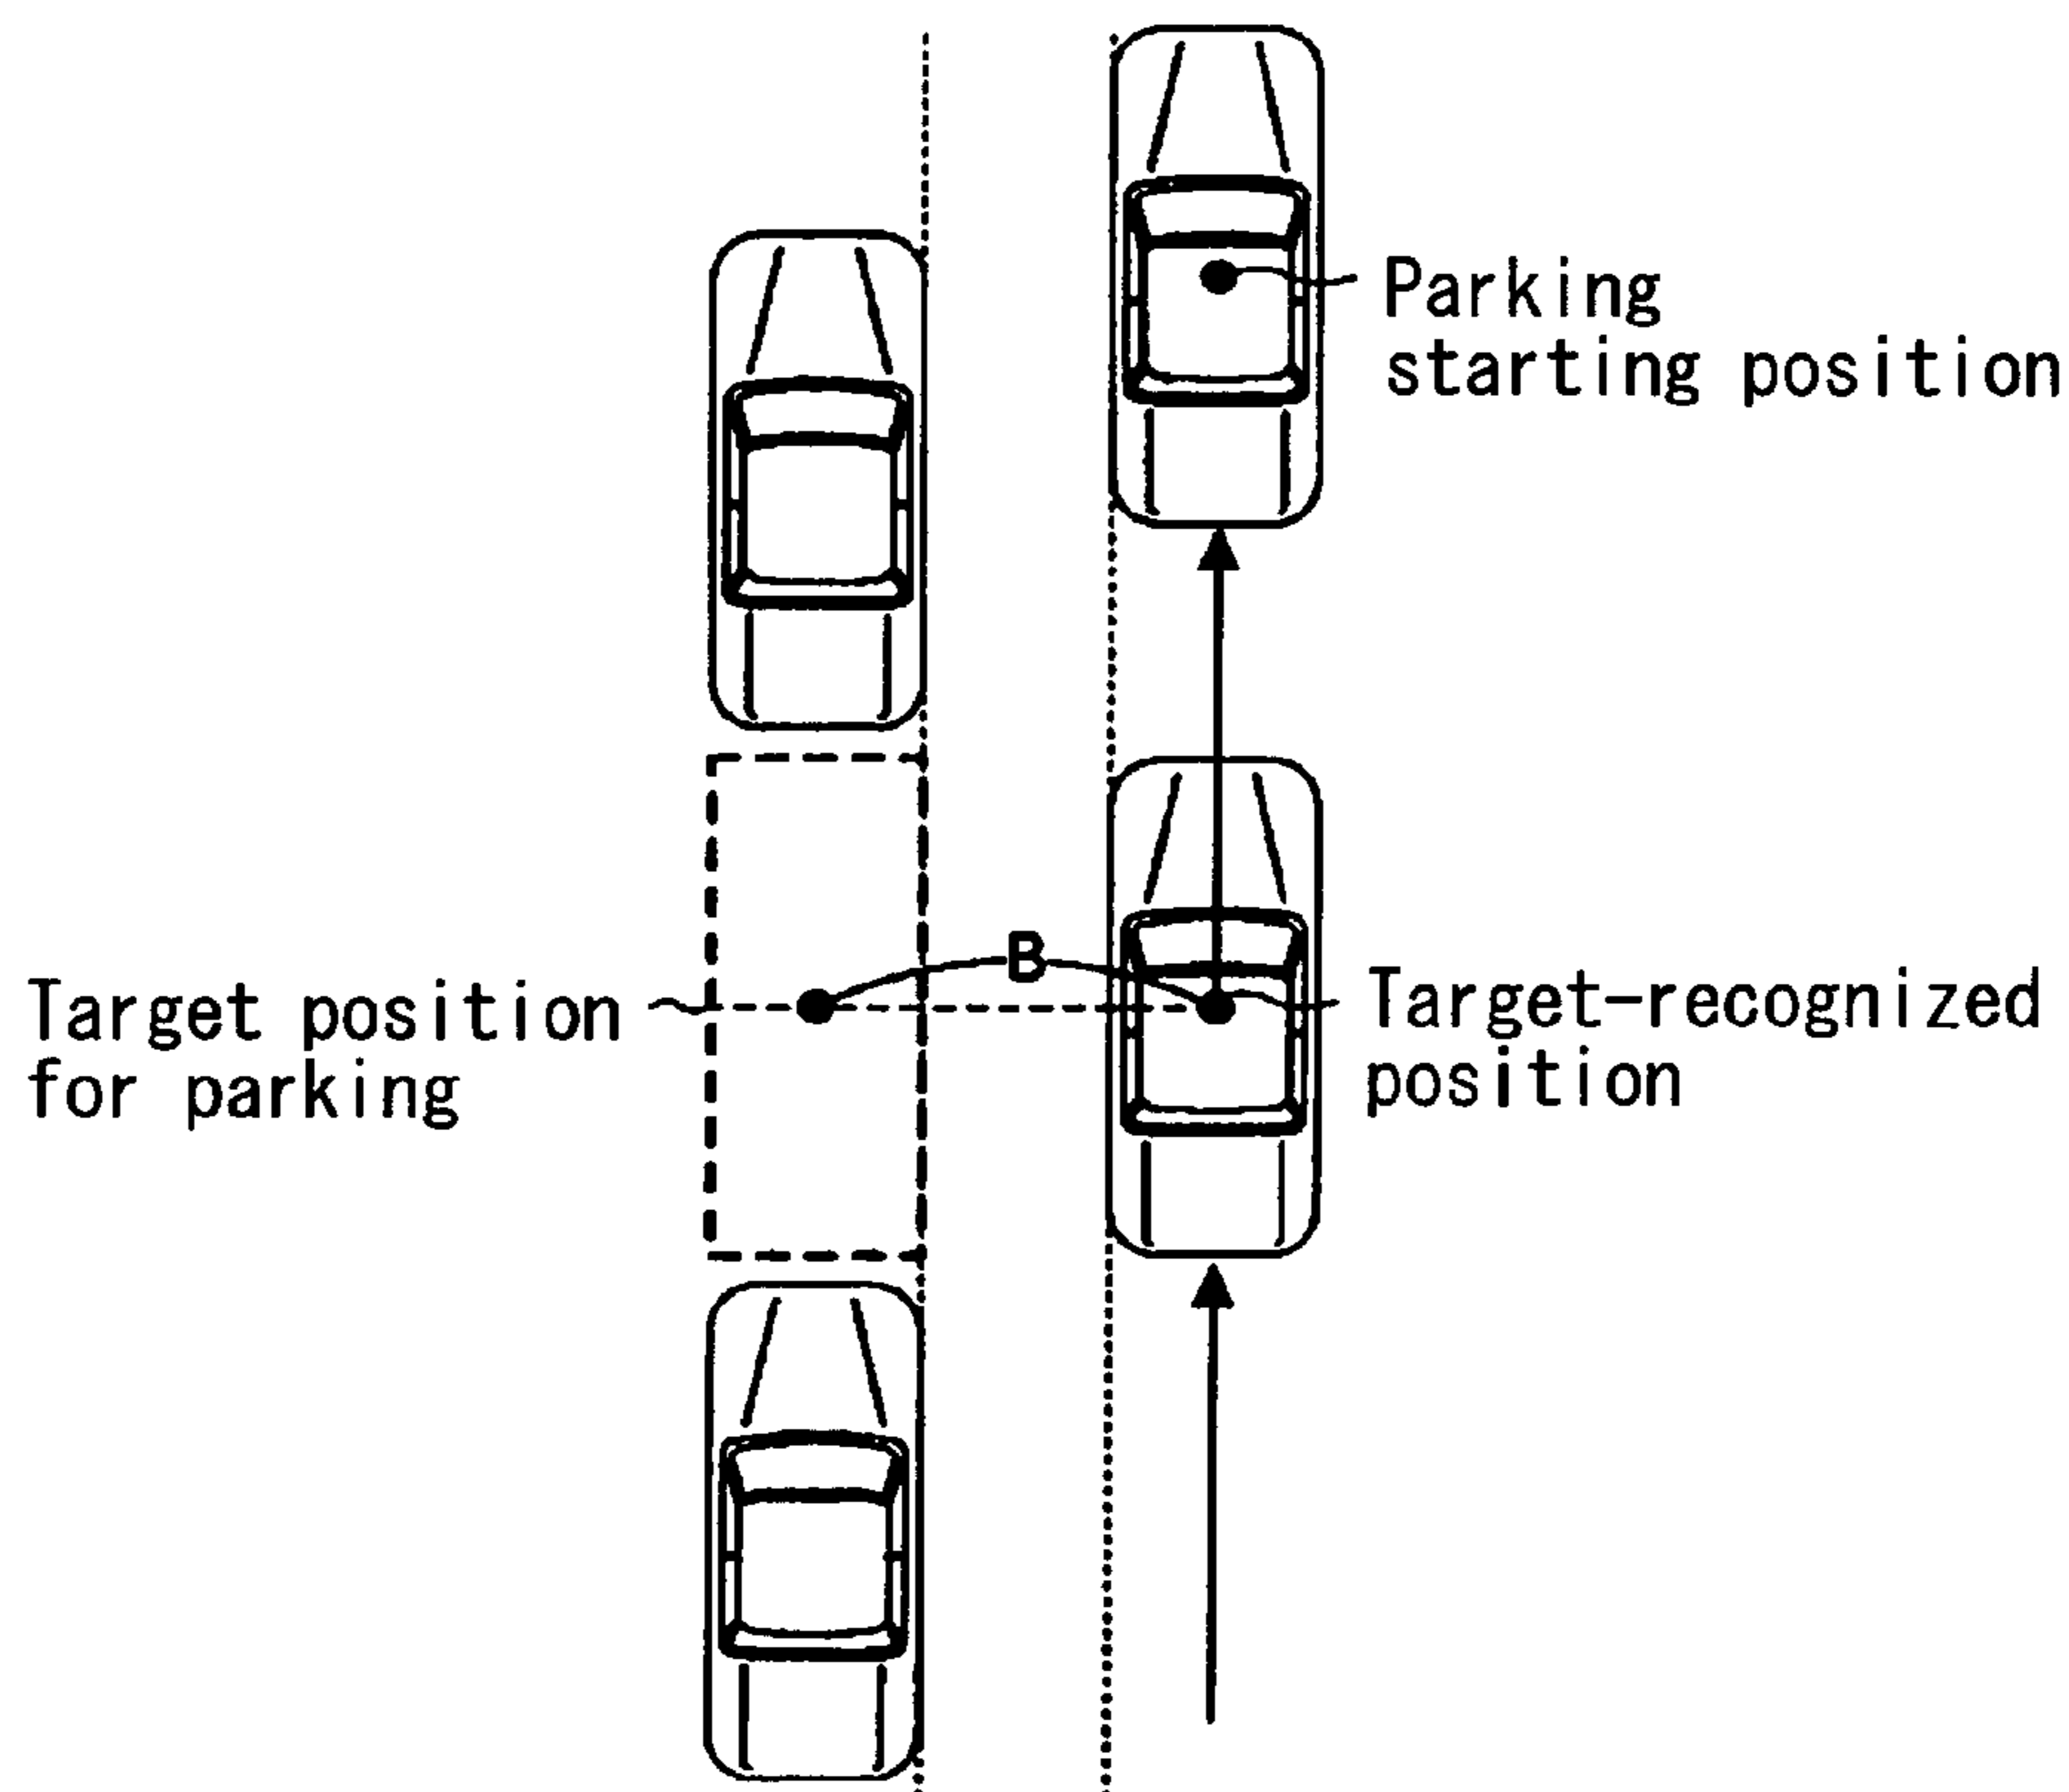 Parking
starting position
B
Target position
for parking
Target-recognized
position